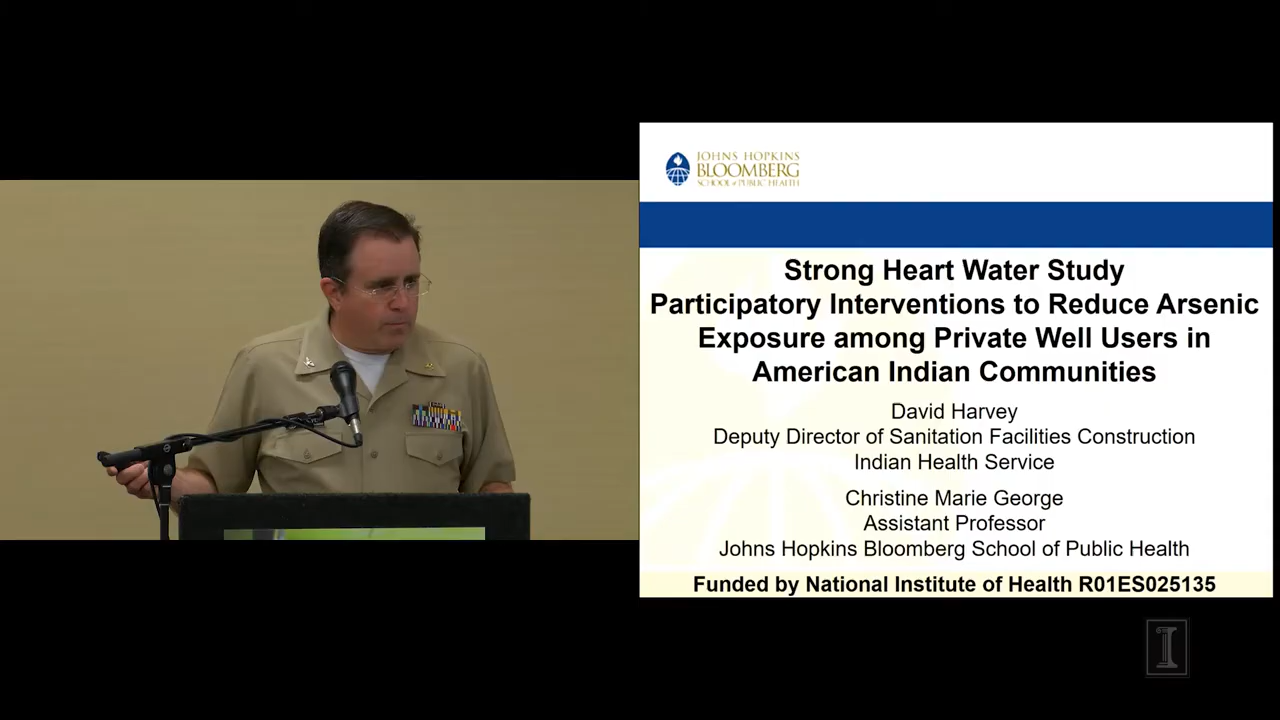 JOHNS HOPKINS
BLOOMBERG
SCHOOL of PUBLIC HEALTH
Strong Heart Water Study
Participatory Interventions to Reduce Arsenic
Exposure among Private Well Users in
American Indian Communities
David Harvey
Deputy Director of Sanitation Facilities Construction
Indian Health Service
Christine Marie George
Assistant Professor
Johns Hopkins Bloomberg School of Public Health
Funded by National Institute of Health R01ES025135
I